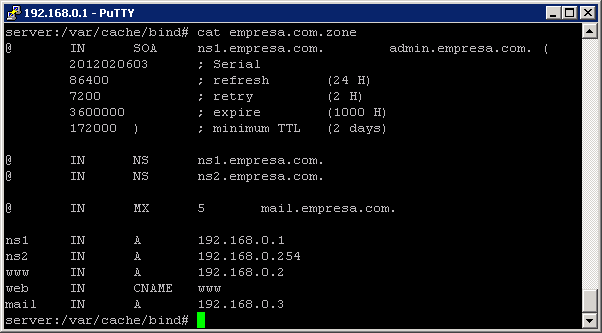 192.168.0.1 - PuTTY
server:/var/cache/bind# cat empresa.com.zone
@ IN SOA ns1.empresa.com. admin.empresa.com. (
2012020603 ; Serial
86400 ; refresh (24 H)
7200 ; retry (2 H)
3600000 ; expire (1000 H)
172000 ) ; minimum TTL (2 days)
@ IN NS ns1.empresa.com.
@ IN NS ns2.empresa.com.
@ IN MX 5 mail.empresa.com.
ns1 IN A 192.168.0.1
ns2 IN A 192.168.0.254
www IN A 192.168.0.2
web IN CNAME www
mail IN A 192.168.0.3
server:/var/cache/bind#